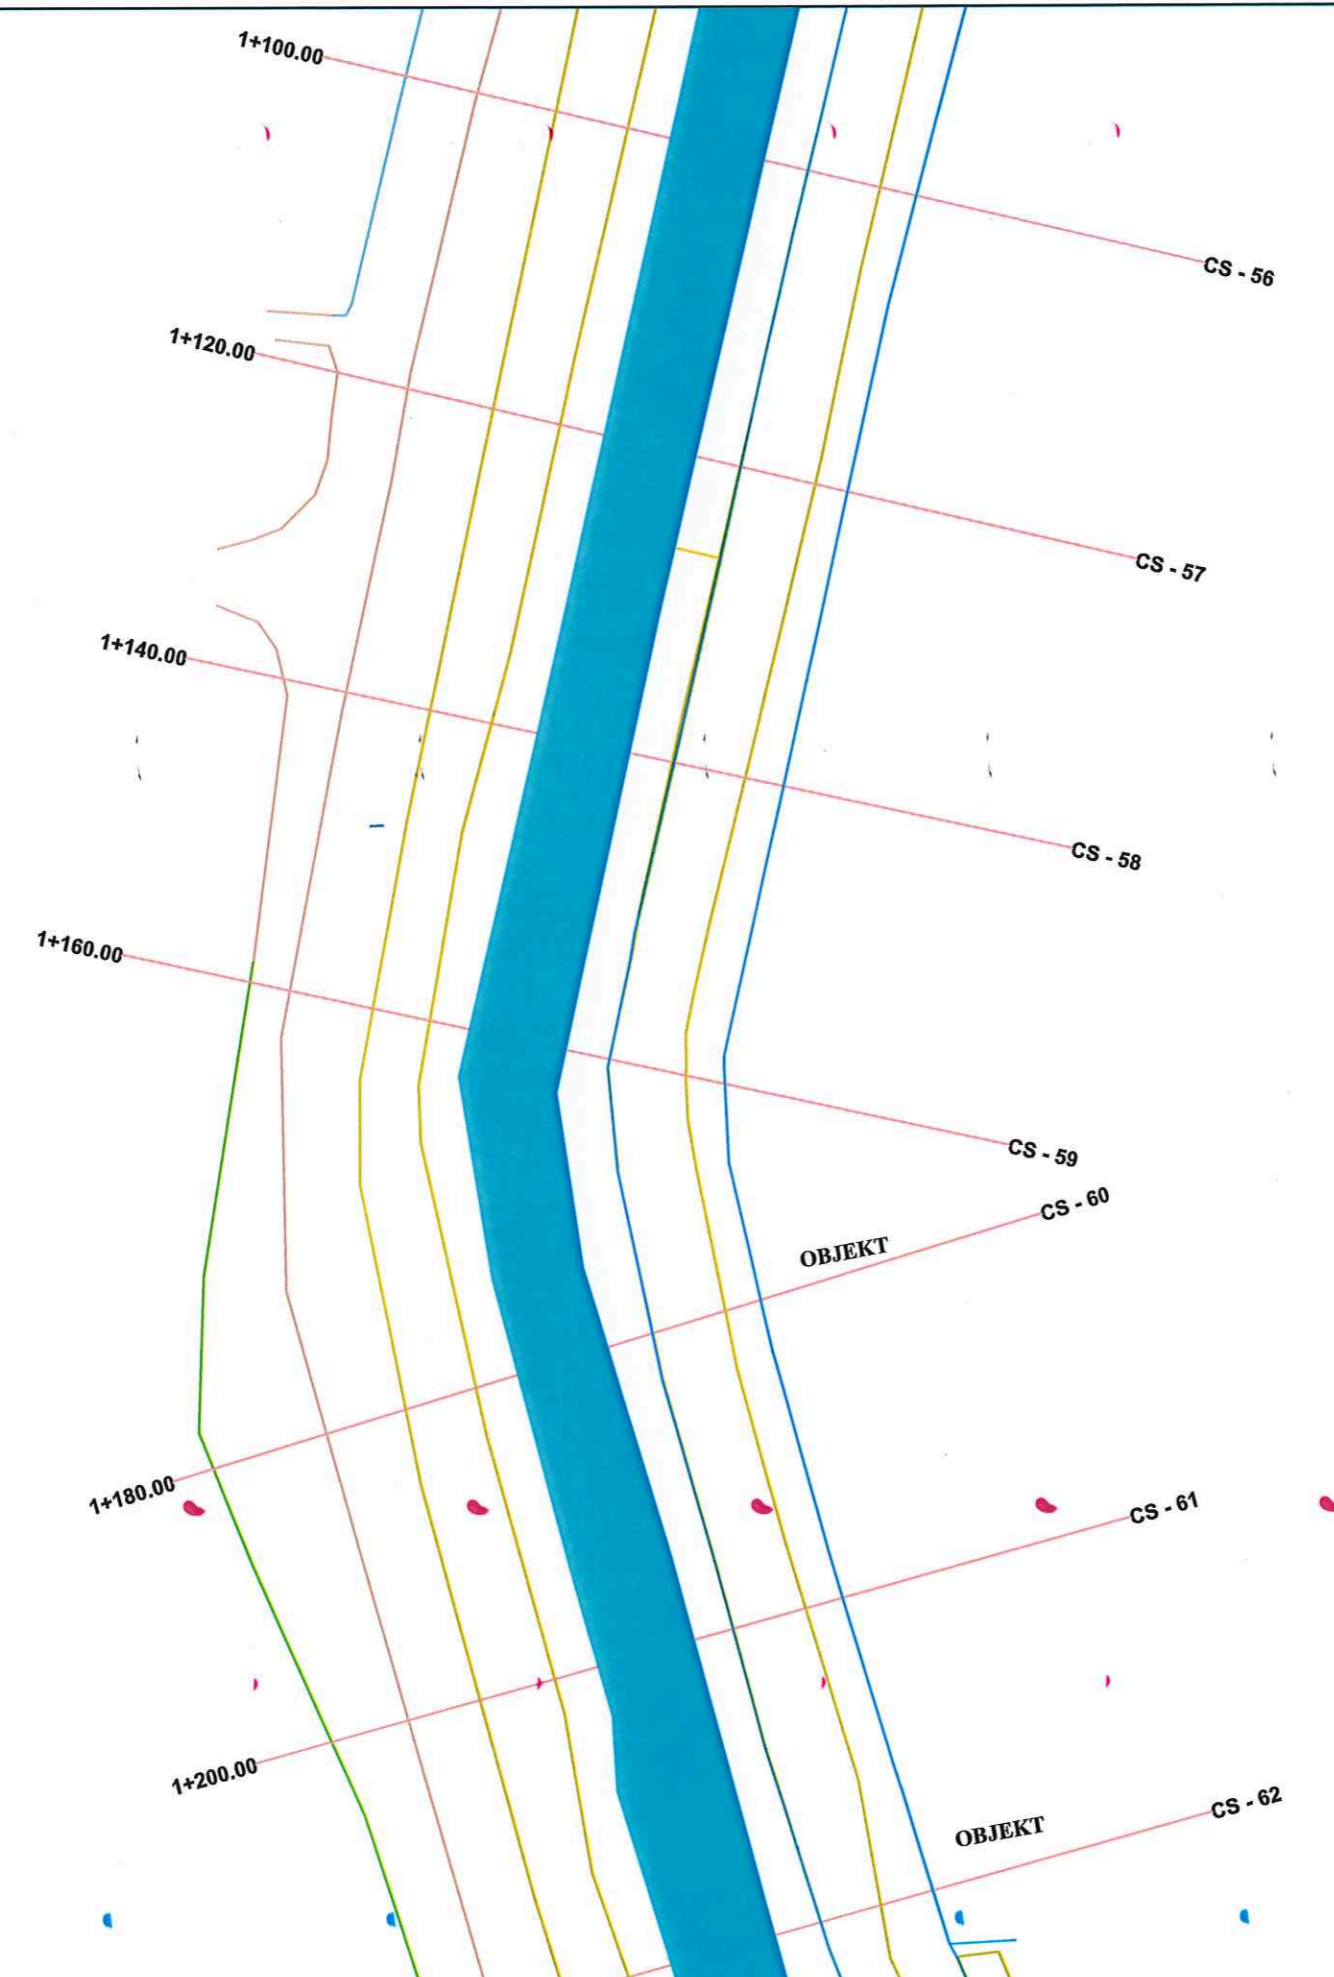 1+100.00
CS - 56
1+120.00
CS - 57
1+140.00
CS - 58
1+160.00
CS - 59
CS - 60
OBJEKT
1+180.00
CS - 61
1+200.00
CS - 62
OBJEKT